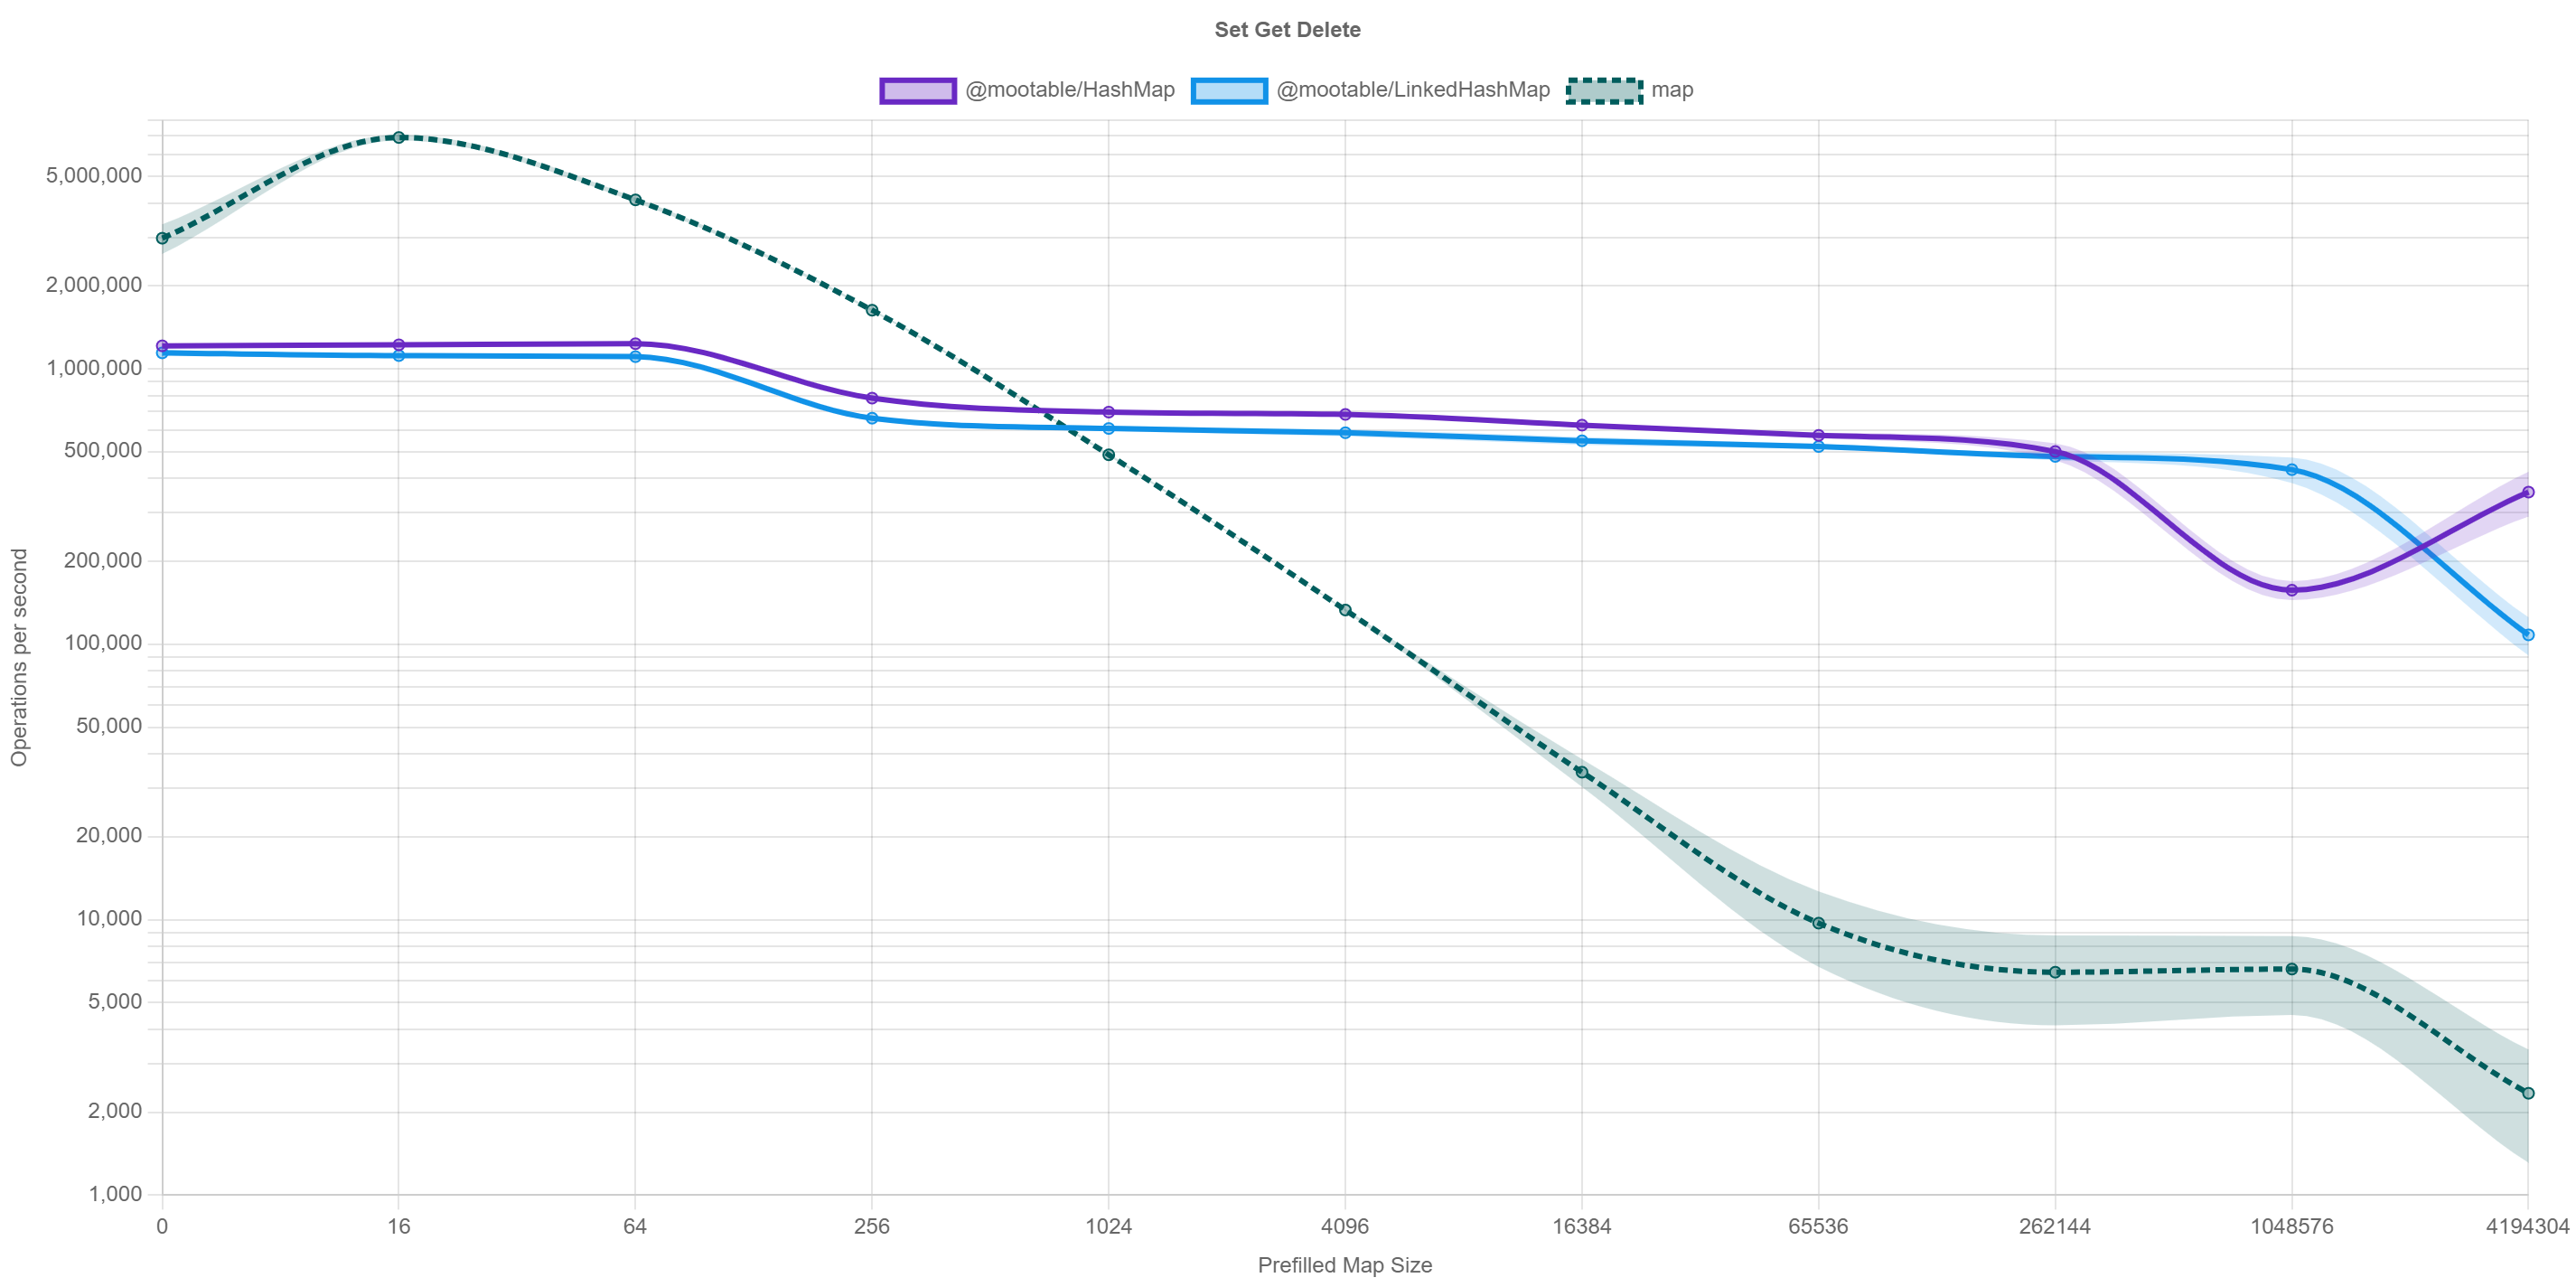 Set Get Delete
@mootable/HashMap @mootable/LinkedHashMap map
Operations per second
5,000,000
2,000,000
1,000,000
500,000
200,000
100,000
50,000
20,000
10,000
5,000
2,000
1,000
0 16 64 256 1024 4096 16384 65536 262144 1048576 4194304
Prefilled Map Size